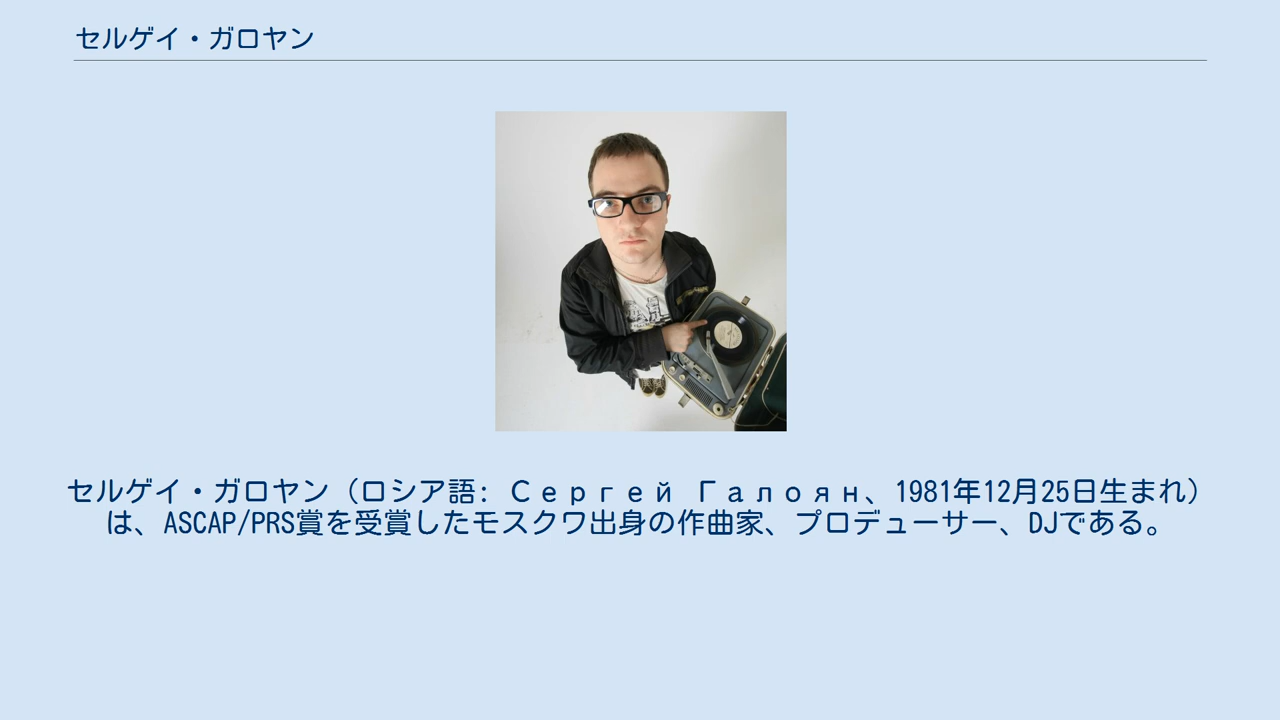 セルゲイ・ガロヤン
セルゲイ・ガロヤン（ロシア語: Сергей Галоян、1981年12月25日生まれ）
は、ASCAP/PRS賞を受賞したモスクワ出身の作曲家、プロデューサー、DJである。